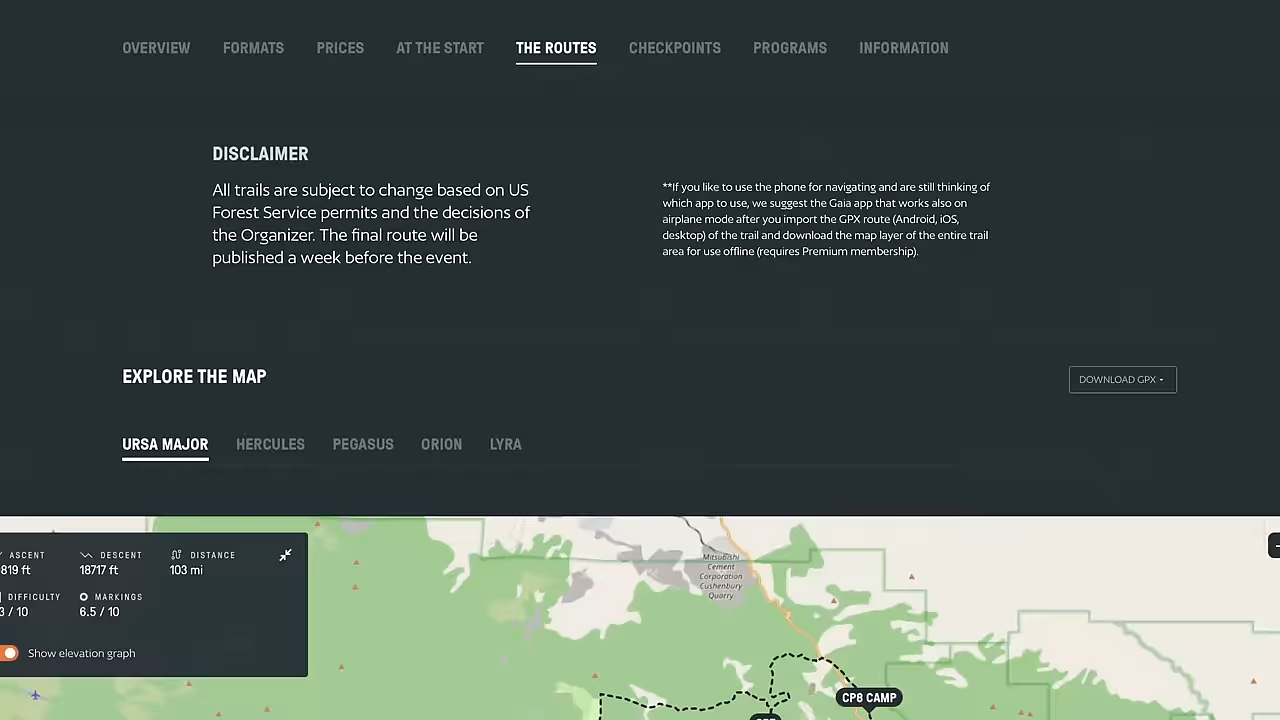 OVERVIEW FORMATS PRICES AT THE START THE ROUTES CHECKPOINTS PROGRAMS INFORMATION
DISCLAIMER
All trails are subject to change based on US
Forest Service permits and the decisions of
the Organizer. The final route will be
published a week before the event.
**If you like to use the phone for navigating and are still thinking of
which app to use, we suggest the Gaia app that works also on
airplane mode after you import the GPX route (Android, iOS,
desktop) of the trail and download the map layer of the entire trail
area for use offline (requires Premium membership).
EXPLORE THE MAP
DOWNLOAD GPX
URSA MAJOR HERCULES PEGASUS ORION LYRA
ASCENT DESCENT DISTANCE
819 ft 18717 ft 103 mi
DIFFICULTY MARKINGS
3 / 10 6.5 / 10
Show elevation graph
Mitsubishi
Cement
Corporation
Cushenbury
Quarry
CP8 CAMP